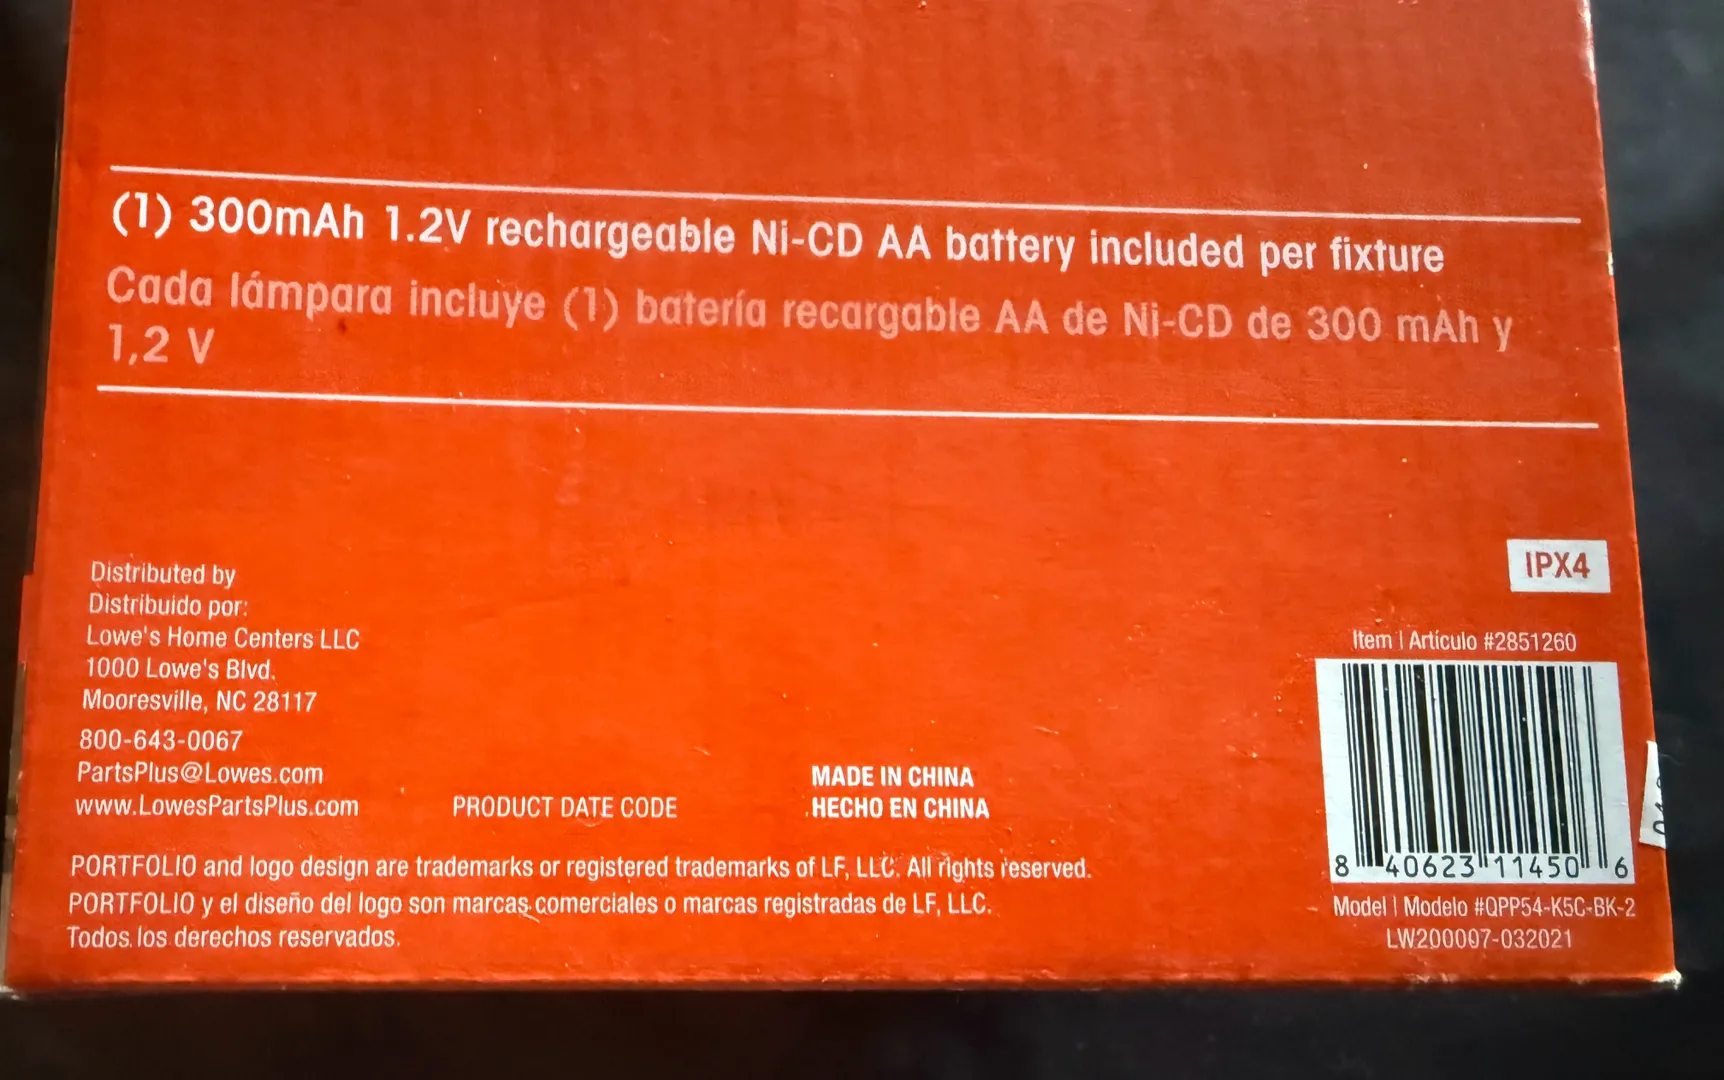 (1) 300mAh 1.2V rechargeable Ni-CD AA battery included per fixture
Cada lámpara incluye (1) batería recargable AA de Ni-CD de 300 mAh y
1,2 V
IPX4
Distributed by
Distribuido por:
Lowe's Home Centers LLC
1000 Lowe's Blvd.
Mooresville, NC 28117
800-643-0067
PartsPlus@Lowes.com
www.LowesPartsPlus.com
PRODUCT DATE CODE
MADE IN CHINA
HECHO EN CHINA
Item | Artículo #2851260
8 40623 11450 6
Model | Modelo #QPP54-K5C-BK-2
LW200097-032021
PORTFOLIO and logo design are trademarks or registered trademarks of LF, LLC. All rights reserved.
PORTFOLIO y el diseño del logo son marcas comerciales o marcas registradas de LF, LLC.
Todos los derechos reservados.